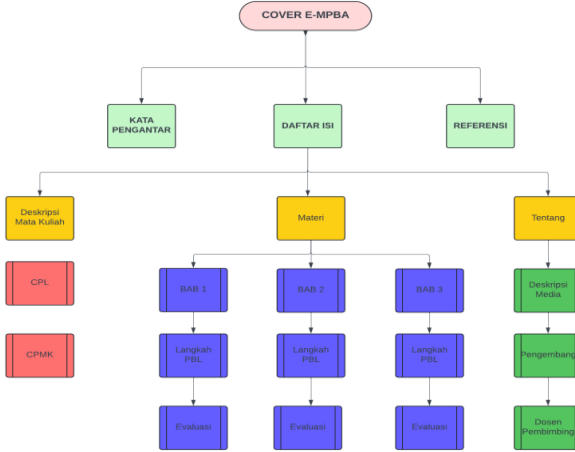 COVER E-MPBA
KATA
PENGANTAR
DAFTAR ISI
REFERENSI
Deskripsi
Mata Kuliah
Materi
Tentang
CPL
BAB 1
BAB 2
BAB 3
Deskripsi
Media
CPMK
Langkah
PBL
Langkah
PBL
Langkah
PBL
Pengembang
Evaluasi
Evaluasi
Evaluasi
Dosen
Pembimbing